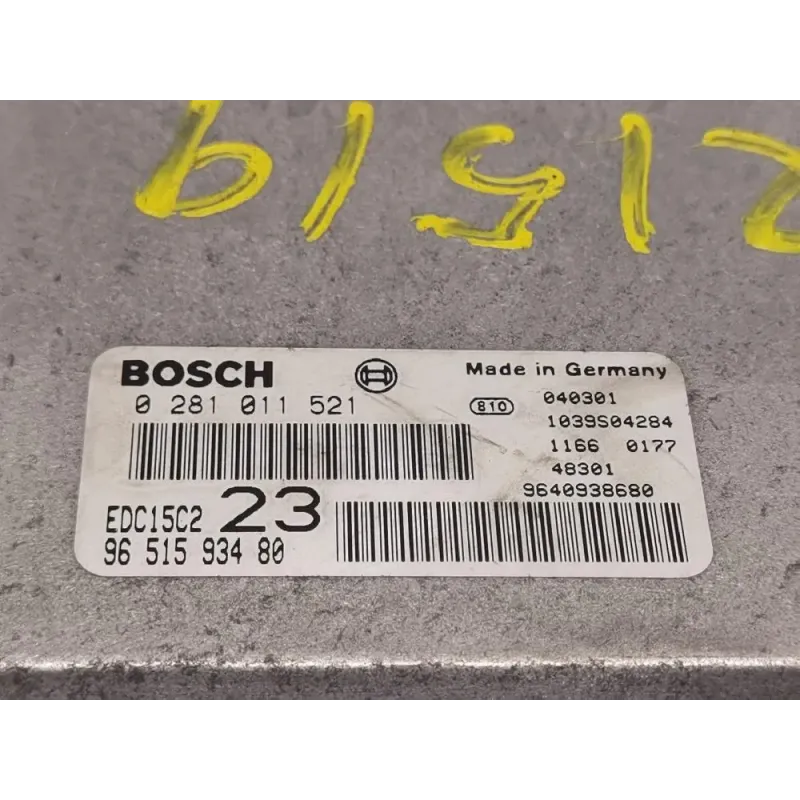 21519
BOSCH
Made in Germany
0 281 011 521
810
040301
1039S04284
1166 0177
48301
9640938680
EDC15C2 23
96 515 934 80